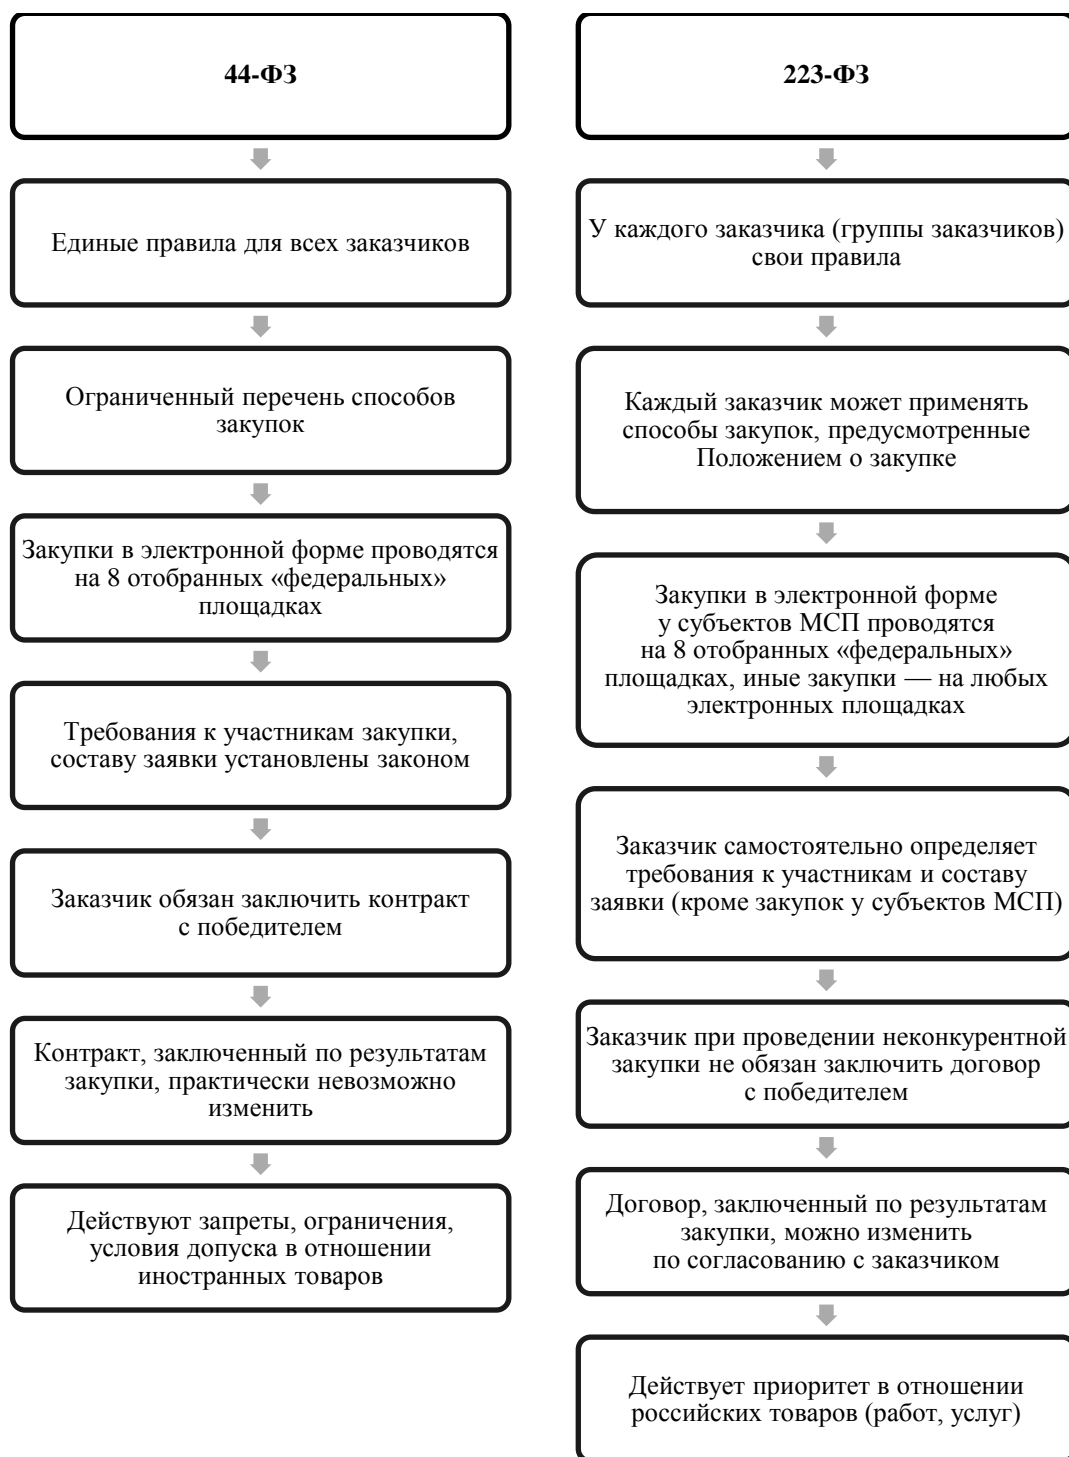 44-ФЗ
Единые правила для всех заказчиков
Ограниченный перечень способов
закупок
Закупки в электронной форме проводятся
на 8 отобранных «федеральных»
площадках
Требования к участникам закупки,
составу заявки установлены законом
Заказчик обязан заключить контракт
с победителем
Контракт, заключенный по результатам
закупки, практически невозможно
изменить
Действуют запреты, ограничения,
условия допуска в отношении
иностранных товаров
223-ФЗ
У каждого заказчика (группы заказчиков)
свои правила
Каждый заказчик может применять
способы закупок, предусмотренные
Положением о закупке
Закупки в электронной форме
у субъектов МСП проводятся
на 8 отобранных «федеральных»
площадках, иные закупки — на любых
электронных площадках
Заказчик самостоятельно определяет
требования к участникам и составу
заявки (кроме закупок у субъектов МСП)
Заказчик при проведении неконкурентной
закупки не обязан заключить договор
с победителем
Договор, заключенный по результатам
закупки, можно изменить
по согласованию с заказчиком
Действует приоритет в отношении
российских товаров (работ, услуг)